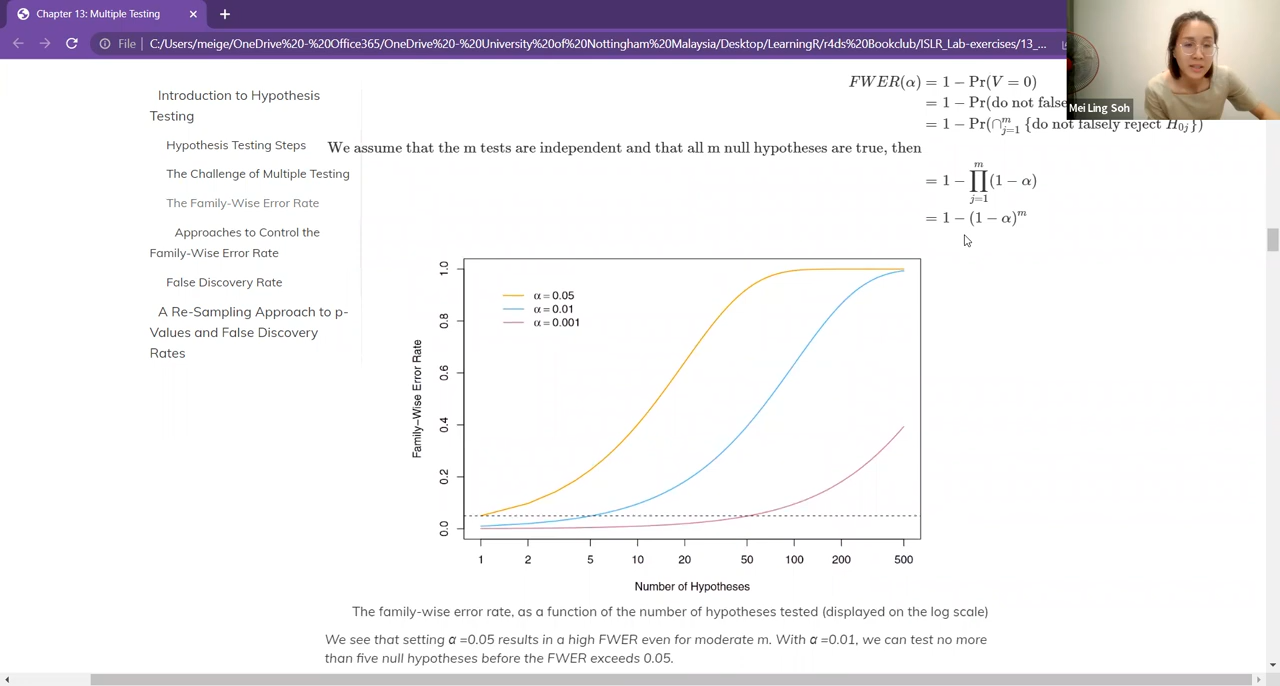 Chapter 13: Multiple Testing
File
C:/Users/meige/OneDrive%20-%20Office365/OneDrive%20-%20University%20of%20Nottingham%20Malaysia/Desktop/LearningR/r4ds%20Bookclub/ISLR_Lab-exercises/13_...
Mei Ling Soh
Introduction to Hypothesis
Testing
Hypothesis Testing Steps
The Challenge of Multiple Testing
The Family-Wise Error Rate
Approaches to Control the
Family-Wise Error Rate
False Discovery Rate
A Re-Sampling Approach to p-
Values and False Discovery
Rates
FWER(α) = 1 − Pr(V = 0)
= 1 − Pr(do not false
= 1 − Pr(∩ᵐⱼ₌₁ {do not falsely reject H₀ⱼ})
We assume that the m tests are independent and that all m null hypotheses are true, then
= 1 − ∏ᵐⱼ₌₁ (1 − α)
= 1 − (1 − α)ᵐ
α = 0.05
α = 0.01
α = 0.001
Family−Wise Error Rate
1.0
0.8
0.6
0.4
0.2
0.0
1 2 5 10 20 50 100 200 500
Number of Hypotheses
The family-wise error rate, as a function of the number of hypotheses tested (displayed on the log scale)
We see that setting α =0.05 results in a high FWER even for moderate m. With α =0.01, we can test no more
than five null hypotheses before the FWER exceeds 0.05.